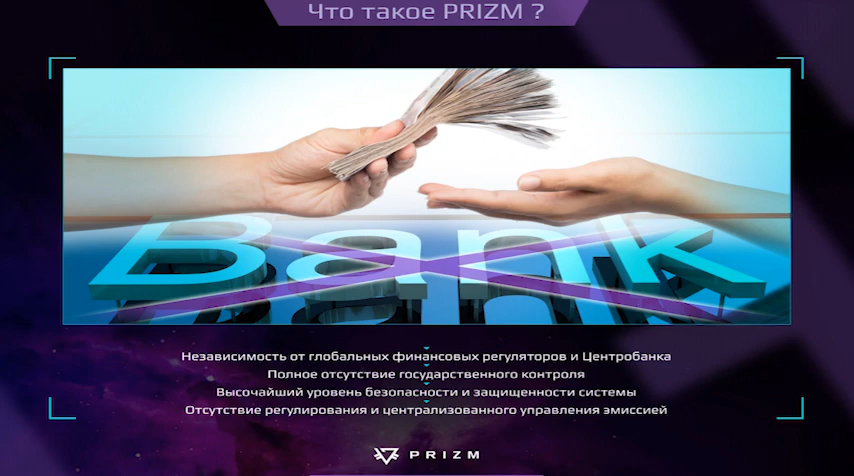 Что такое PRIZM ?
Bank
Независимость от глобальных финансовых регуляторов и Центробанка
Полное отсутствие государственного контроля
Высочайший уровень безопасности и защищенности системы
Отсутствие регулирования и централизованного управления эмиссией
PRIZM